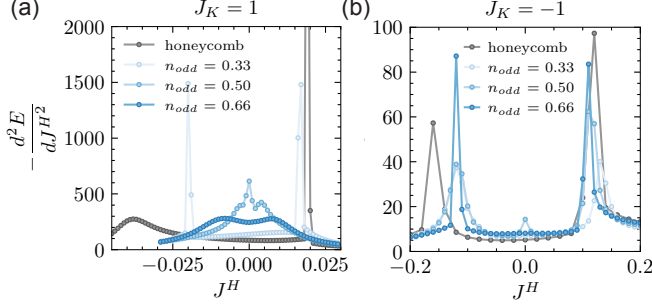 (a) J_K = 1
− d²E / dJ^{H²}
2000
1500
1000
500
100
0
honeycomb
n_odd = 0.33
n_odd = 0.50
n_odd = 0.66
−0.025 0.000 0.025
J^H
(b) J_K = −1
100
80
60
40
20
0
honeycomb
n_odd = 0.33
n_odd = 0.50
n_odd = 0.66
−0.2 0.0 0.2
J^H